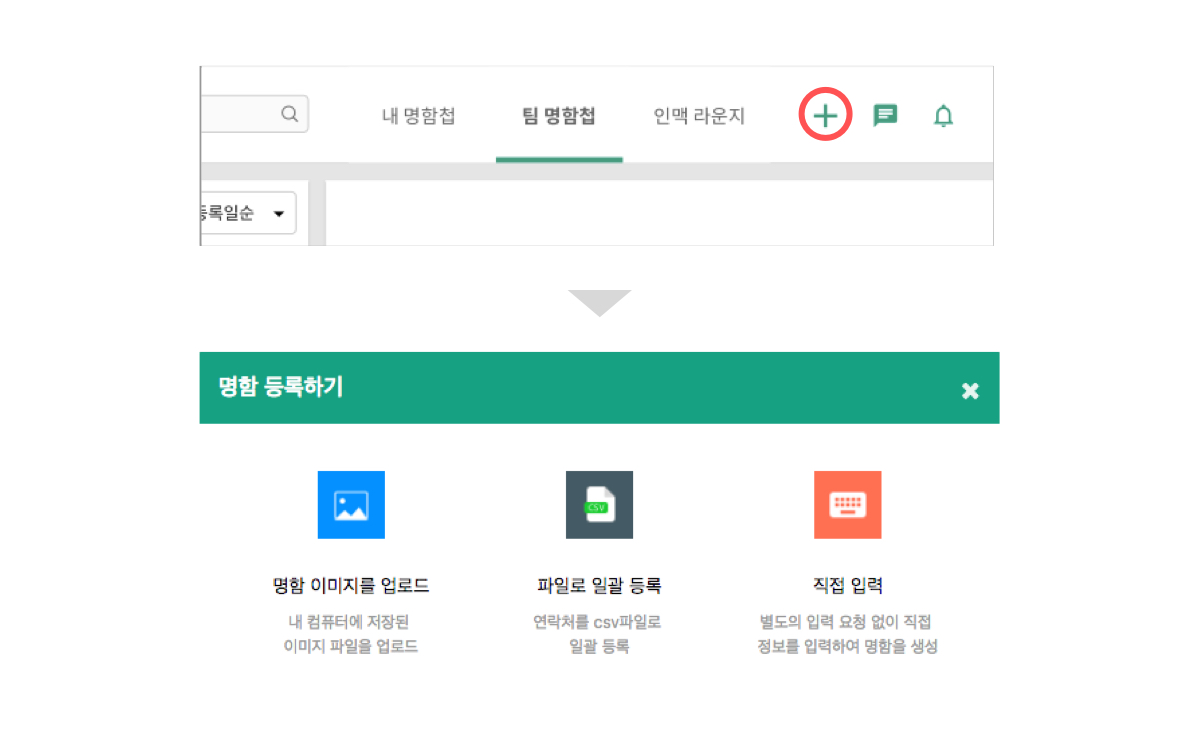 내 명함첩
팀 명함첩
인맥 라운지
등록일순
명함 등록하기
CSV
명함 이미지를 업로드
내 컴퓨터에 저장된
이미지 파일을 업로드
파일로 일괄 등록
연락처를 csv파일로
일괄 등록
직접 입력
별도의 입력 요청 없이 직접
정보를 입력하여 명함을 생성